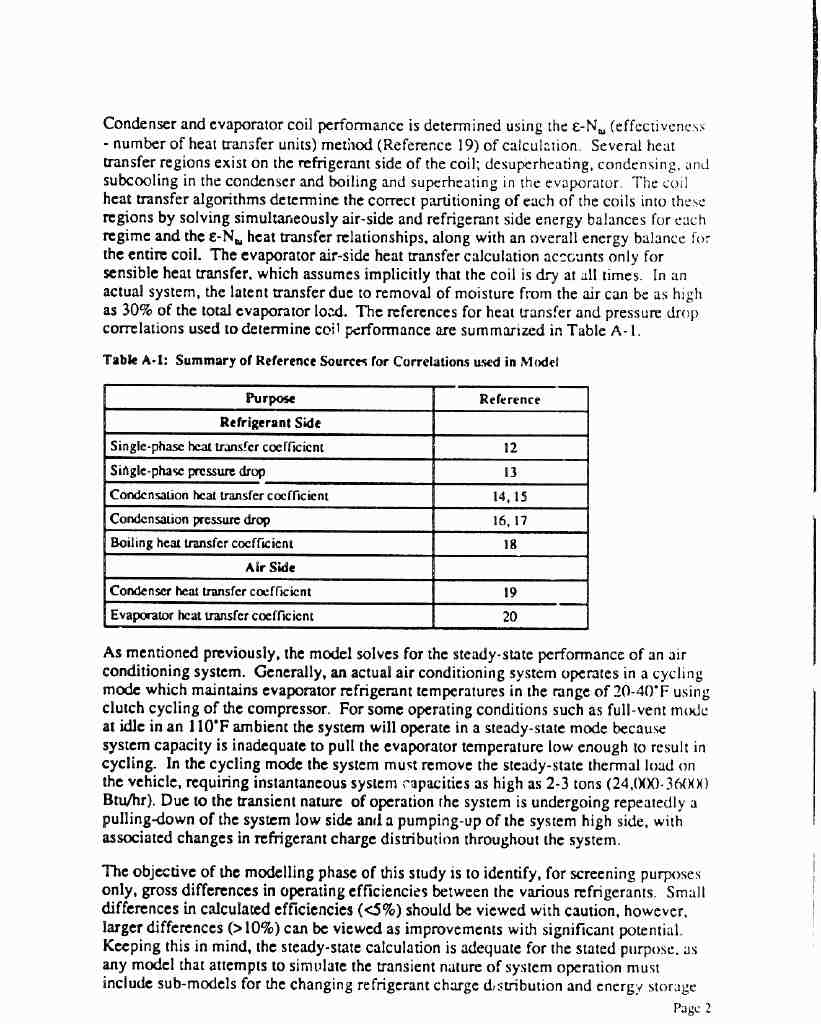 Condenser and evaporator coil performance is determined using the ε-Ntu (effectiveness
- number of heat transfer units) method (Reference 19) of calculation. Several heat
transfer regions exist on the refrigerant side of the coil; desuperheating, condensing, and
subcooling in the condenser and boiling and superheating in the evaporator. The coil
heat transfer algorithms determine the correct partitioning of each of the coils into these
regions by solving simultaneously air-side and refrigerant side energy balances for each
regime and the ε-Ntu heat transfer relationships, along with an overall energy balance for
the entire coil. The evaporator air-side heat transfer calculation accounts only for
sensible heat transfer, which assumes implicitly that the coil is dry at all times. In an
actual system, the latent transfer due to removal of moisture from the air can be as high
as 30% of the total evaporator load. The references for heat transfer and pressure drop
correlations used to determine coil performance are summarized in Table A-1.
Table A-1: Summary of Reference Sources for Correlations used in Model
Purpose Reference
Refrigerant Side
Single-phase heat transfer coefficient 12
Single-phase pressure drop 13
Condensation heat transfer coefficient 14, 15
Condensation pressure drop 16, 17
Boiling heat transfer coefficient 18
Air Side
Condenser heat transfer coefficient 19
Evaporator heat transfer coefficient 20
As mentioned previously, the model solves for the steady-state performance of an air
conditioning system. Generally, an actual air conditioning system operates in a cycling
mode which maintains evaporator refrigerant temperatures in the range of 20-40°F using
clutch cycling of the compressor. For some operating conditions such as full-vent mode
at idle in an 110°F ambient the system will operate in a steady-state mode because
system capacity is inadequate to pull the evaporator temperature low enough to result in
cycling. In the cycling mode the system must remove the steady-state thermal load on
the vehicle, requiring instantaneous system capacities as high as 2-3 tons (24,000-36000
Btu/hr). Due to the transient nature of operation the system is undergoing repeatedly a
pulling-down of the system low side and a pumping-up of the system high side, with
associated changes in refrigerant charge distribution throughout the system.
The objective of the modelling phase of this study is to identify, for screening purposes
only, gross differences in operating efficiencies between the various refrigerants. Small
differences in calculated efficiencies (<5%) should be viewed with caution, however,
larger differences (>10%) can be viewed as improvements with significant potential.
Keeping this in mind, the steady-state calculation is adequate for the stated purpose, as
any model that attempts to simulate the transient nature of system operation must
include sub-models for the changing refrigerant charge distribution and energy storage
Page 2